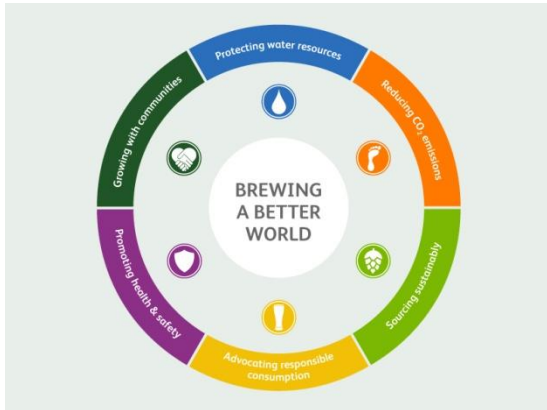 Protecting water resources
Reducing CO₂ emissions
Sourcing sustainably
Advocating responsible
consumption
Promoting health & safety
Growing with communities
BREWING
A BETTER
WORLD